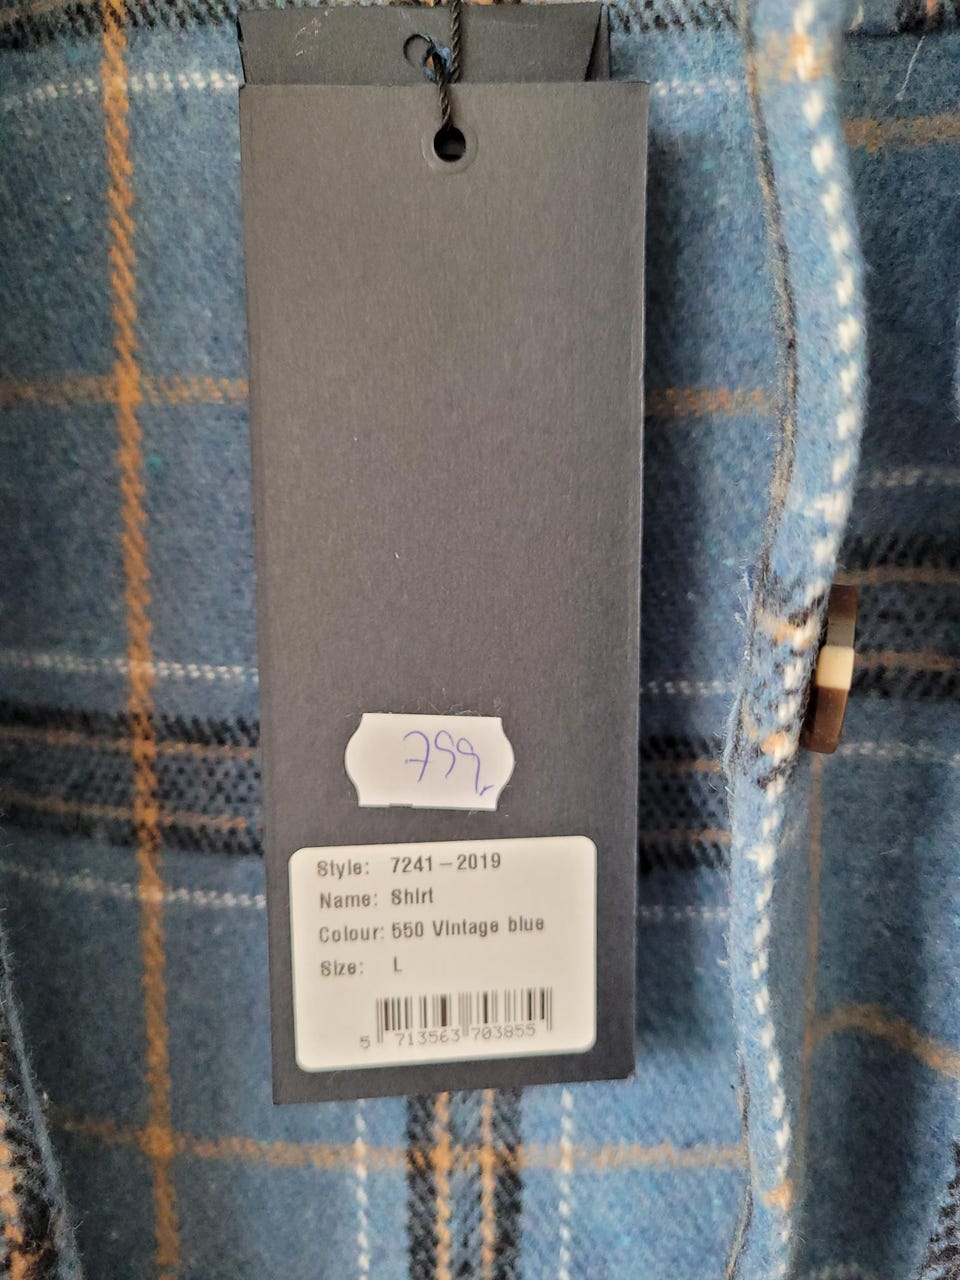 799,
Style: 7241-2019
Name: Shirt
Colour: 550 Vintage blue
Size: L
5 713563 703855